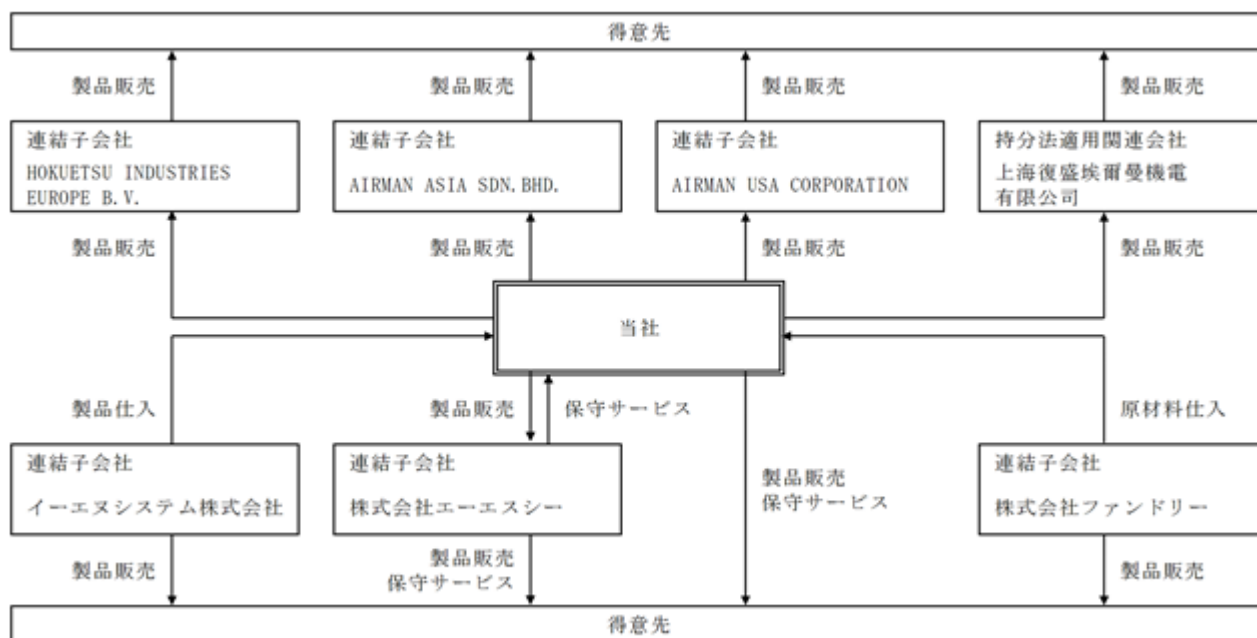 得意先
製品販売
製品販売
製品販売
製品販売
連結子会社
HOKUETSU INDUSTRIES
EUROPE B.V.
連結子会社
AIRMAN ASIA SDN.BHD.
連結子会社
AIRMAN USA CORPORATION
持分法適用関連会社
上海復盛埃爾曼機電
有限公司
製品販売
製品販売
製品販売
製品販売
当社
製品仕入
製品販売
保守サービス
原材料仕入
連結子会社
イーエヌシステム株式会社
連結子会社
株式会社エーエスシー
製品販売
保守サービス
連結子会社
株式会社ファンドリー
製品販売
製品販売
保守サービス
製品販売
得意先